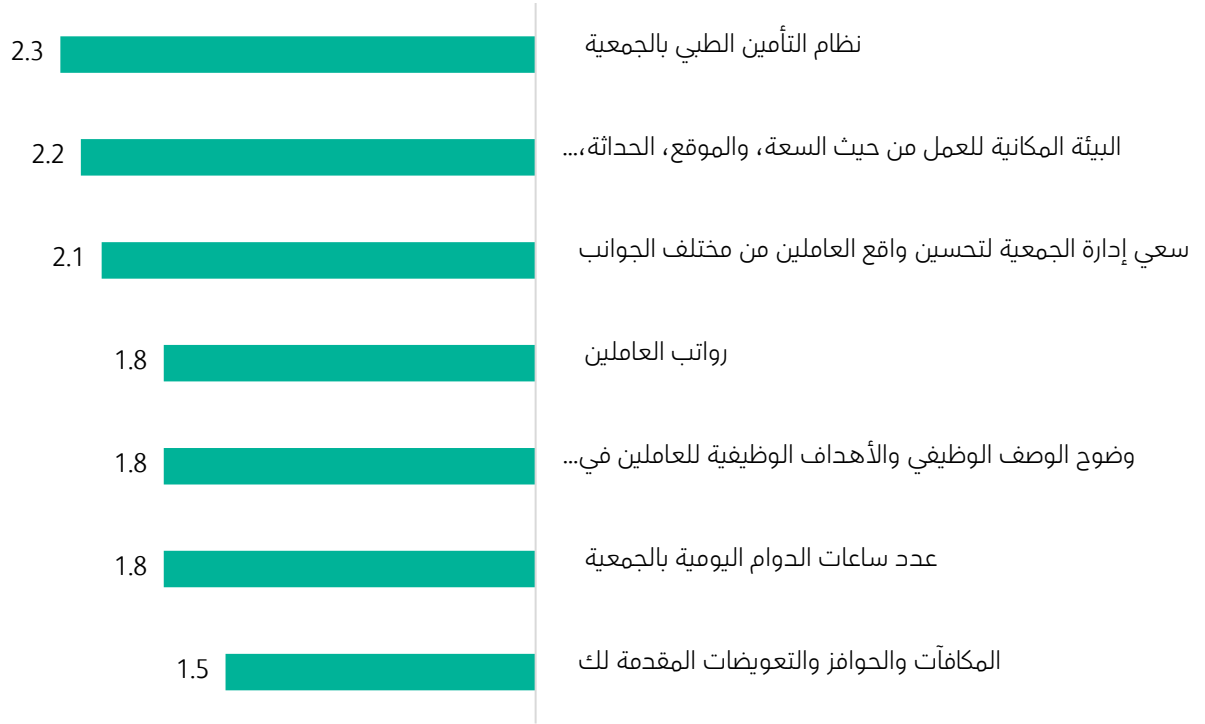 نظام التأمين الطبي بالجمعية
2.3
البيئة المكانية للعمل من حيث السعة، والموقع، الحداثة،...
2.2
سعي إدارة الجمعية لتحسين واقع العاملين من مختلف الجوانب
2.1
رواتب العاملين
1.8
وضوح الوصف الوظيفي والأهداف الوظيفية للعاملين في...
1.8
عدد ساعات الدوام اليومية بالجمعية
1.8
المكافآت والحوافز والتعويضات المقدمة لك
1.5